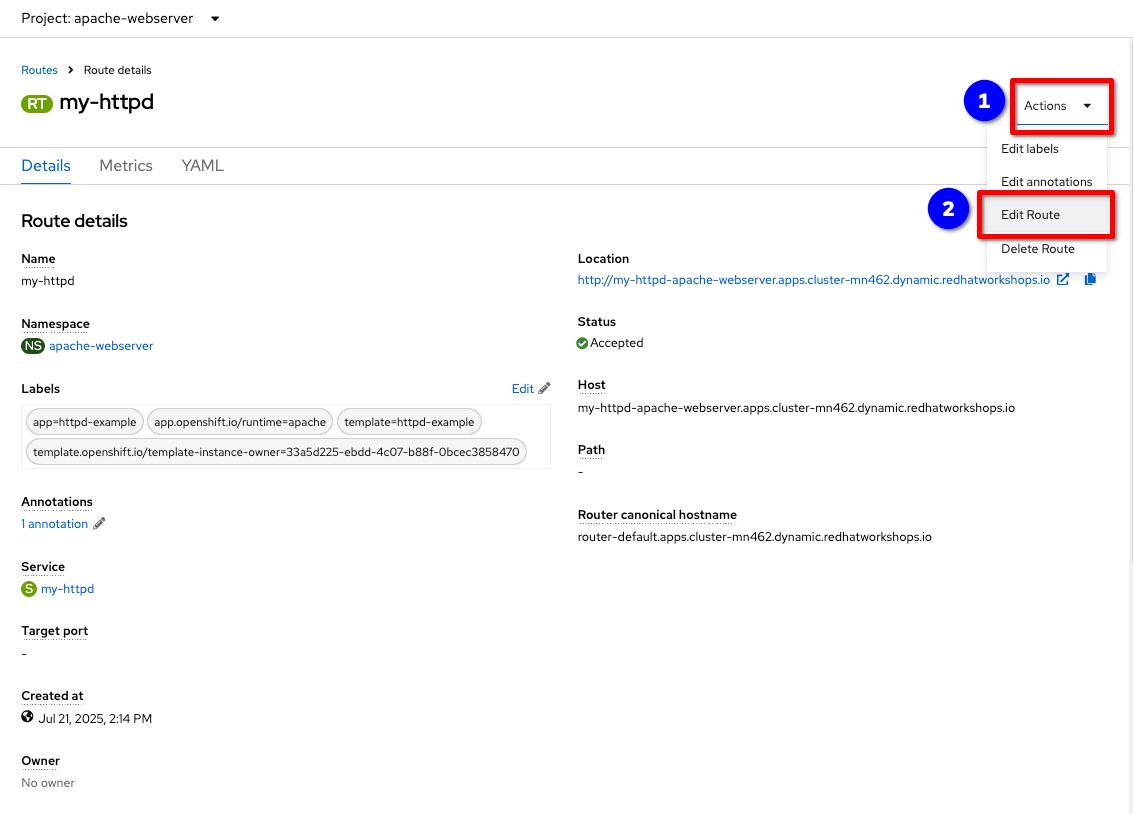 Project: apache-webserver
Routes > Route details
RT my-httpd
1
Actions
Edit labels
Edit annotations
2
Edit Route
Delete Route
Details Metrics YAML
Route details
Name
my-httpd
Namespace
NS apache-webserver
Labels Edit
app=httpd-example app.openshift.io/runtime=apache template=httpd-example
template.openshift.io/template-instance-owner=33a5d225-ebdd-4c07-b88f-0bcec3858470
Annotations
1 annotation
Service
S my-httpd
Target port
-
Created at
Jul 21, 2025, 2:14 PM
Owner
No owner
Location
http://my-httpd-apache-webserver.apps.cluster-mn462.dynamic.redhatworkshops.io
Status
Accepted
Host
my-httpd-apache-webserver.apps.cluster-mn462.dynamic.redhatworkshops.io
Path
-
Router canonical hostname
router-default.apps.cluster-mn462.dynamic.redhatworkshops.io